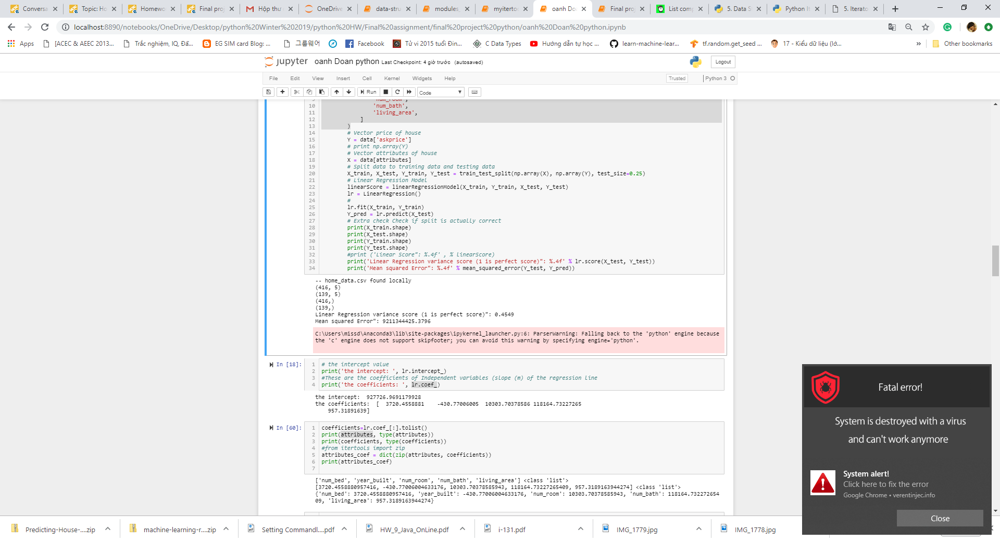 Conversa
Topic: Ho
Homewo
Final proj
Hộp thư
OneDrive
data-stru
modules_
myitertoo
oanh Doa
Final proj
List comp
5. Data S
Python It
5. Iterato
localhost:8890/notebooks/OneDrive/Desktop/python%20Winter%202019/python%20HW/Final%20assignment/final%20project%20python/oanh%20Doan%20python.ipynb
Apps
[ACEC & AEEC 2013...
Trắc nghiệm, IQ, Đấ...
EG SIM card Blog: ...
그룹웨어
Facebook
Tử vi 2015 tuổi Đin...
C Data Types
Hướng dẫn tự học ...
learn-machine-lear...
tf.random.get_seed ...
17 - Kiểu dữ liệu (lớ...
»
Other bookmarks
jupyter oanh Doan python Last Checkpoint: 4 giờ trước (autosaved)
Logout
File Edit View Insert Cell Kernel Widgets Help
Trusted
Python 3
Run
Code
9 'num_room',
10 'num_bath',
11 'living_area',
12 ]
13 )
14 # Vector price of house
15 Y = data['askprice']
16 # print np.array(Y)
17 # Vector attributes of house
18 X = data[attributes]
19 # Split data to training data and testing data
20 X_train, X_test, Y_train, Y_test = train_test_split(np.array(X), np.array(Y), test_size=0.25)
21 # Linear Regression Model
22 linearScore = linearRegressionModel(X_train, Y_train, X_test, Y_test)
23 lr = LinearRegression()
24 #
25 lr.fit(X_train, Y_train)
26 Y_pred = lr.predict(X_test)
27 # Extra check Check if split is actually correct
28 print(X_train.shape)
29 print(X_test.shape)
30 print(Y_train.shape)
31 print(Y_test.shape)
32 #print ('Linear Score": %.4f' , % linearScore)
33 print('Linear Regression variance score (1 is perfect score)": %.4f' % lr.score(X_test, Y_test))
34 print('Mean squared Error": %.4f' % mean_squared_error(Y_test, Y_pred))
-- home_data.csv found locally
(416, 5)
(139, 5)
(416,)
(139,)
Linear Regression variance score (1 is perfect score)": 0.4549
Mean squared Error": 9211344425.3796
C:\Users\missd\Anaconda3\lib\site-packages\ipykernel_launcher.py:6: ParserWarning: Falling back to the 'python' engine because
the 'c' engine does not support skipfooter; you can avoid this warning by specifying engine='python'.
In [18]:
1 # the intercept value
2 print('the intercept: ', lr.intercept_)
3 #These are the coefficients of Independent variables (slope (m) of the regression line
4 print('the coefficients: ', lr.coef_)
the intercept:  927726.9691179928
the coefficients:  [  3720.4558881    -430.77006005  10303.70378586 118164.73227265
957.31891639]
In [60]:
1 coefficients=lr.coef_[:].tolist()
2 print(attributes, type(attributes))
3 print(coefficients, type(coefficients))
4 #from itertools import zip
5 attributes_coef = dict(zip(attributes, coefficients))
6 print(attributes_coef)
7
['num_bed', 'year_built', 'num_room', 'num_bath', 'living_area'] <class 'list'>
[3720.4558880957416, -430.77006004633176, 10303.70378585943, 118164.73227265409, 957.3189163944274] <class 'list'>
{'num_bed': 3720.4558880957416, 'year_built': -430.77006004633176, 'num_room': 10303.70378585943, 'num_bath': 118164.732272654
09, 'living_area': 957.3189163944274}
Fatal error!
System is destroyed with a virus
and can't work anymore
System alert!
Click here to fix the error
Google Chrome • verentinjec.info
Close
Predicting-House-....zip
machine-learning-r....zip
Setting Commandl....pdf
HW_9_Java_OnLine.pdf
i-131.pdf
IMG_1779.jpg
IMG_1778.jpg